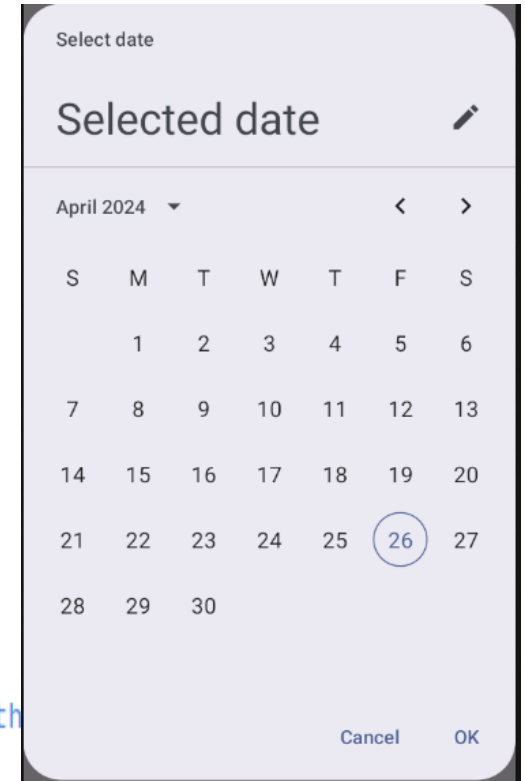 Select date
Selected date
April 2024
S M T W T F S
1 2 3 4 5 6
7 8 9 10 11 12 13
14 15 16 17 18 19 20
21 22 23 24 25 26 27
28 29 30
th
Cancel OK